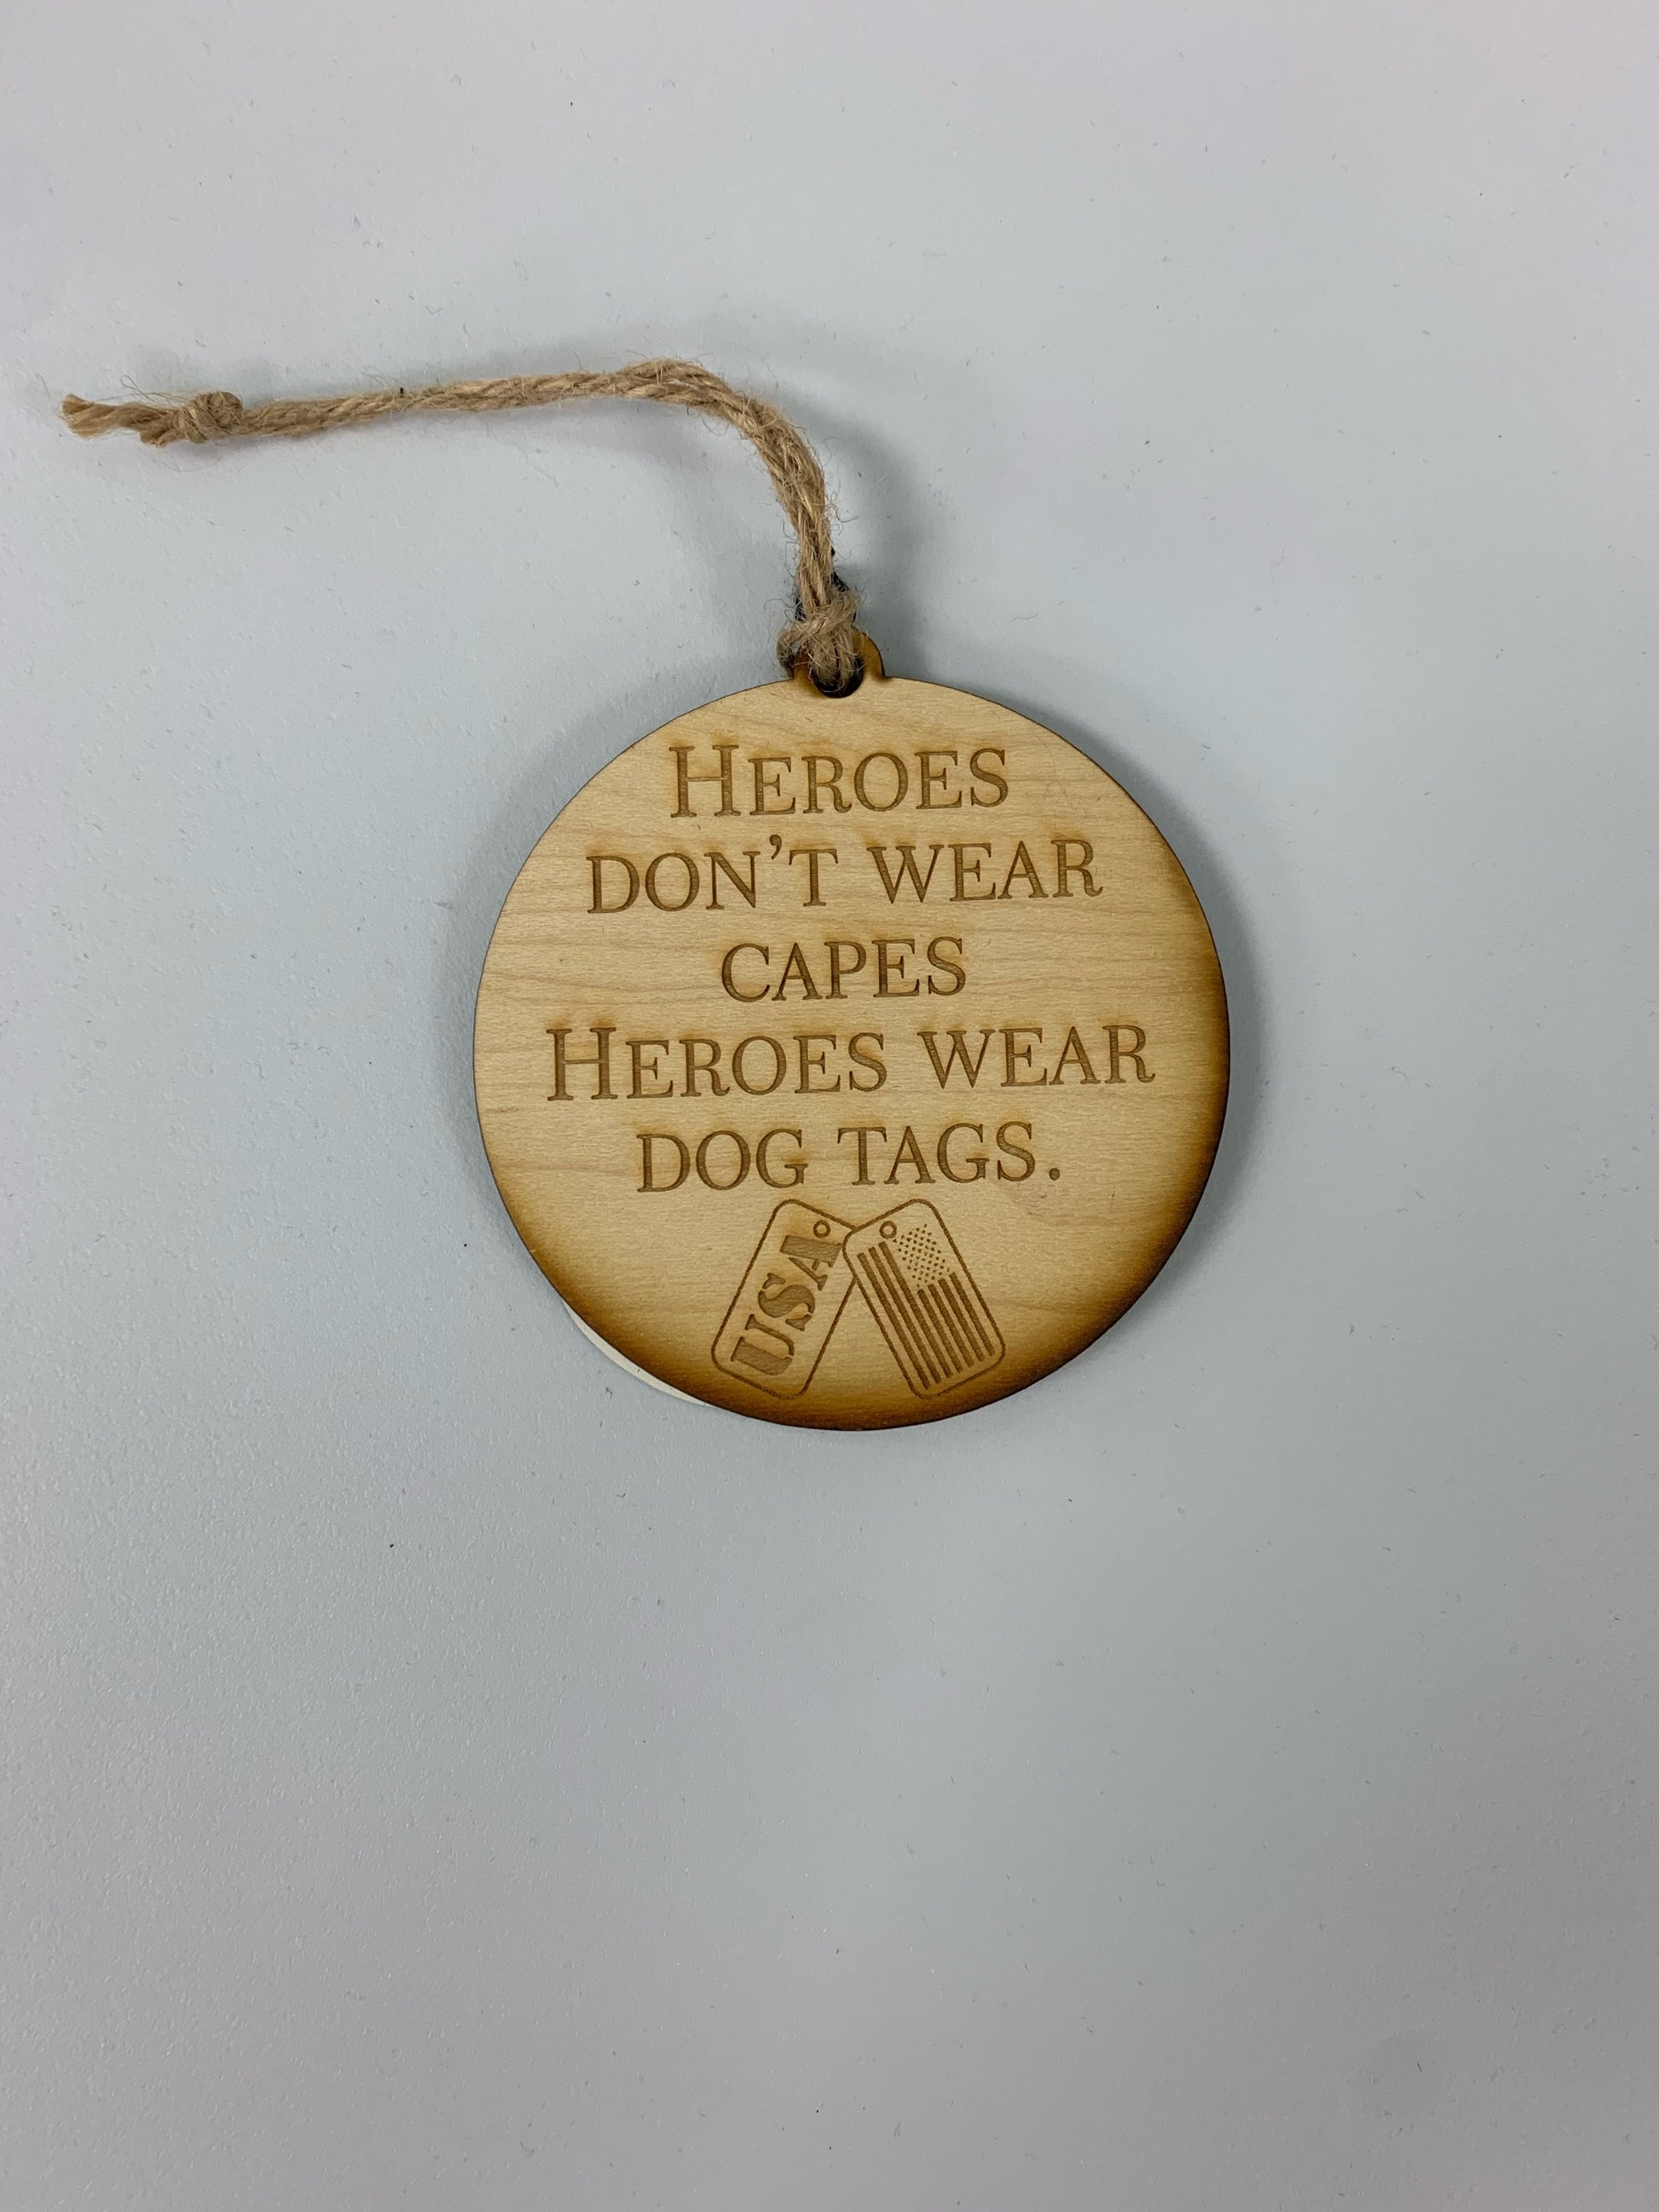 HEROES
DON'T WEAR
CAPES
HEROES WEAR
DOG TAGS.
USA